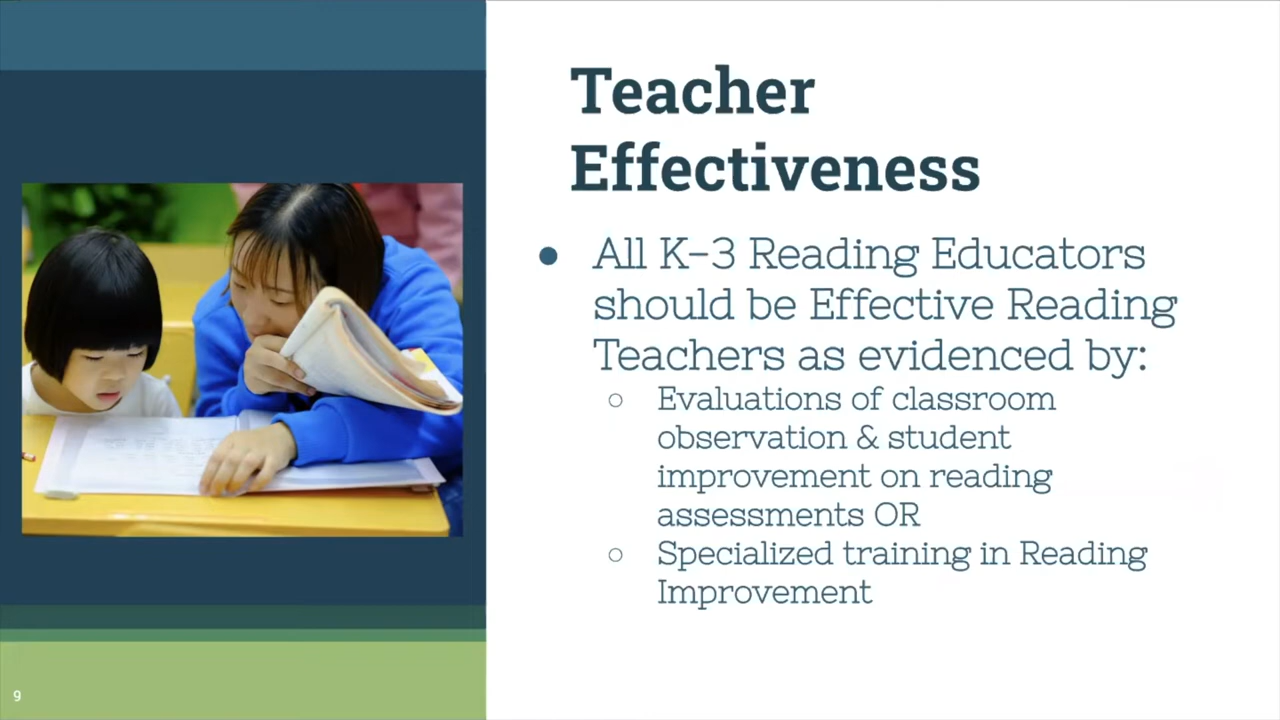 Teacher
Effectiveness
● All K–3 Reading Educators
should be Effective Reading
Teachers as evidenced by:
○ Evaluations of classroom
observation & student
improvement on reading
assessments OR
○ Specialized training in Reading
Improvement
9